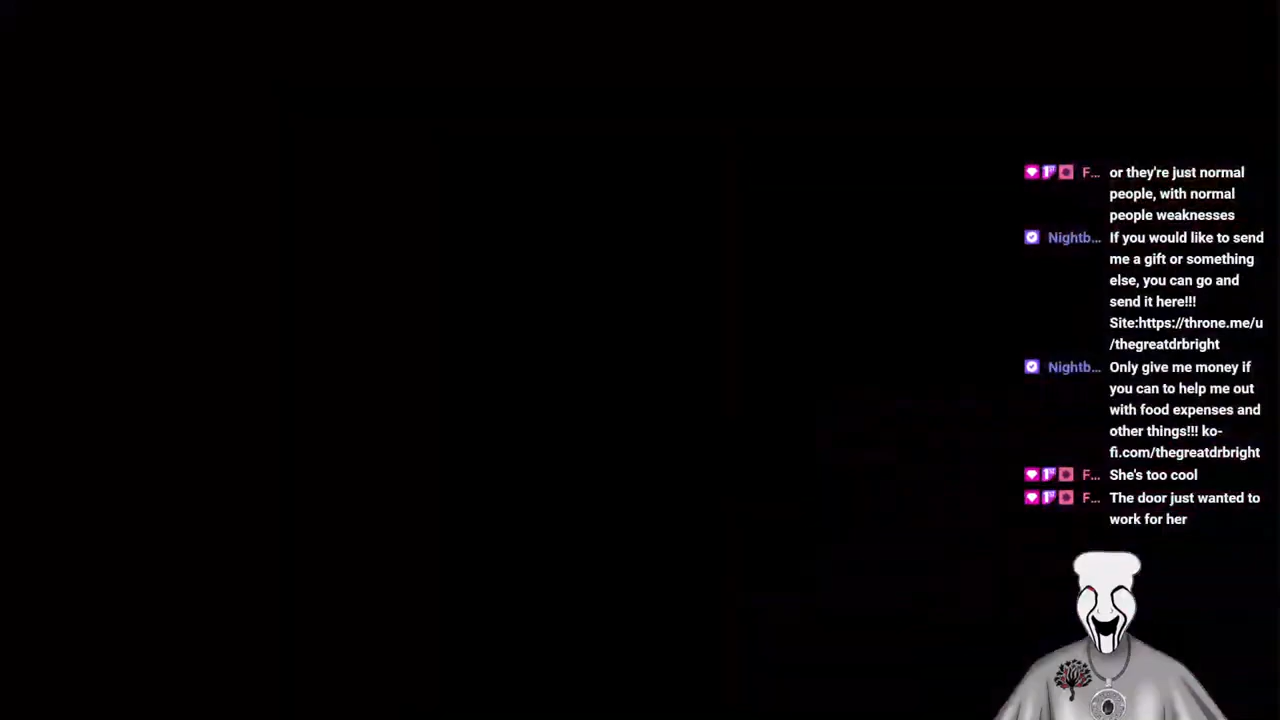 F... or they're just normal
people, with normal
people weaknesses
Nightb... If you would like to send
me a gift or something
else, you can go and
send it here!!!
Site:https://throne.me/u
/thegreatdrbright
Nightb... Only give me money if
you can to help me out
with food expenses and
other things!!! ko-
fi.com/thegreatdrbright
F... She's too cool
F... The door just wanted to
work for her